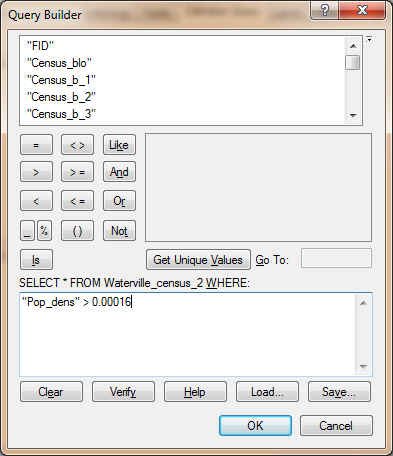 Query Builder
"FID"
"Census_blo"
"Census_b_1"
"Census_b_2"
"Census_b_3"
= < > Like
> > = And
< < = Or
_ % ( ) Not
Is Get Unique Values Go To:
SELECT * FROM Waterville_census_2 WHERE:
"Pop_dens" > 0.00016
Clear Verify Help Load... Save...
OK Cancel